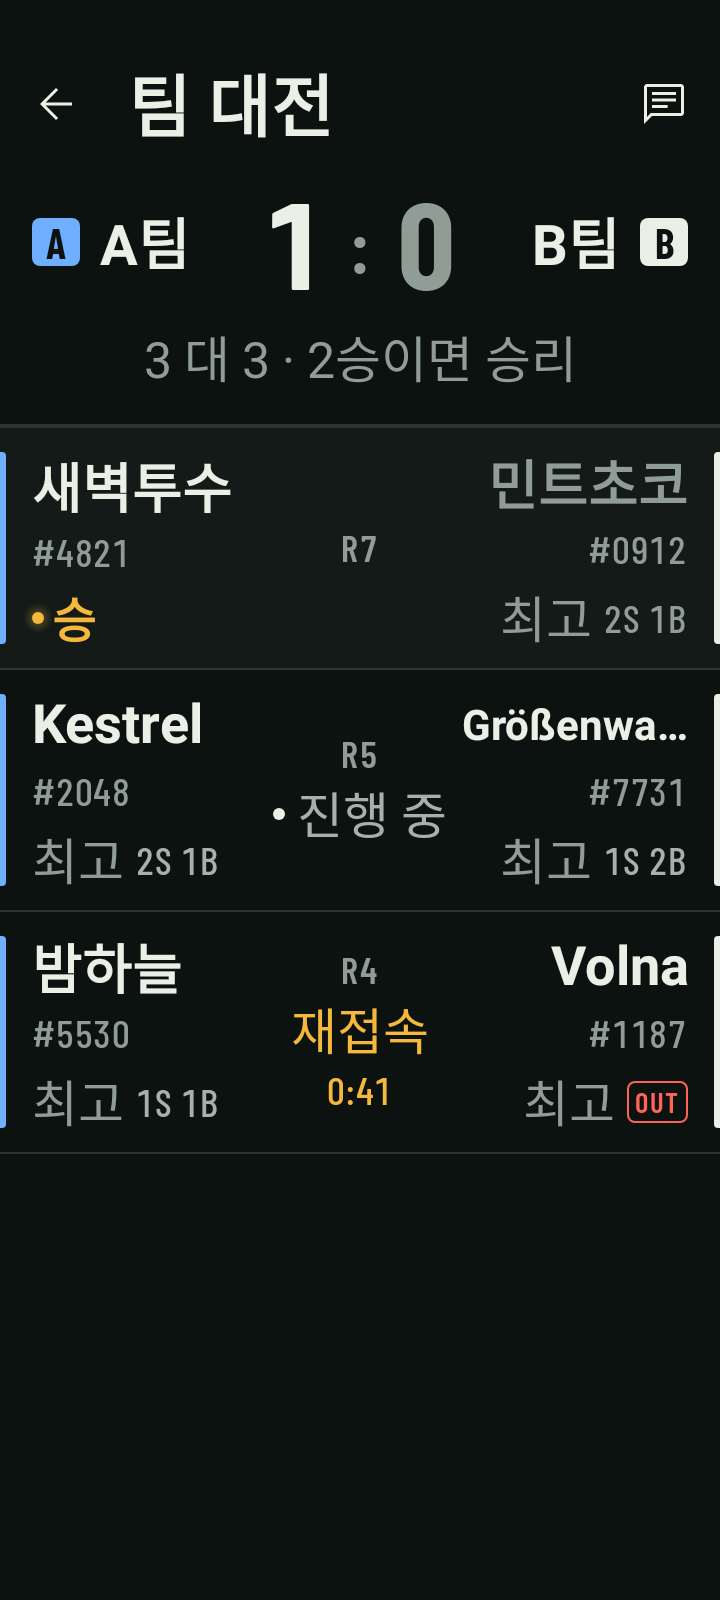 팀 대전
A A팀 1 : 0 B팀 B
3 대 3 · 2승이면 승리
새벽투수 민트초코
#4821 R7 #0912
승 최고 2S 1B
Kestrel Größenwa…
R5
#2048 #7731
진행 중
최고 2S 1B 최고 1S 2B
밤하늘 R4 Volna
재접속
#5530 #1187
0:41
최고 1S 1B 최고 OUT